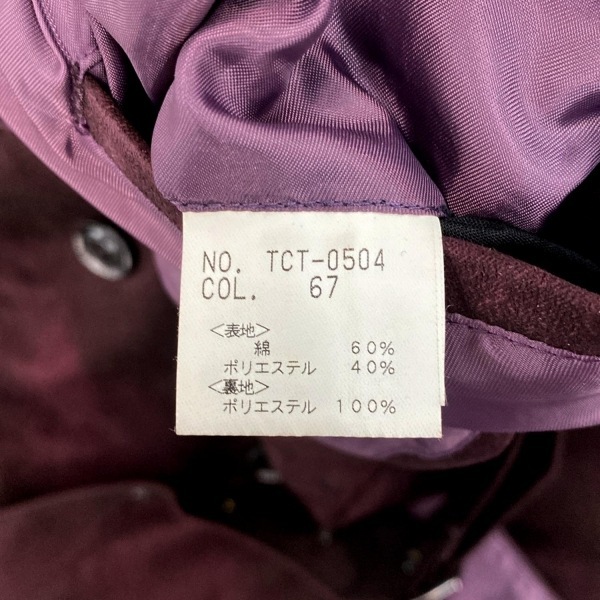 NO. TCT-0504
COL. 67
<表地>
綿 60%
ポリエステル 40%
<裏地>
ポリエステル 100%